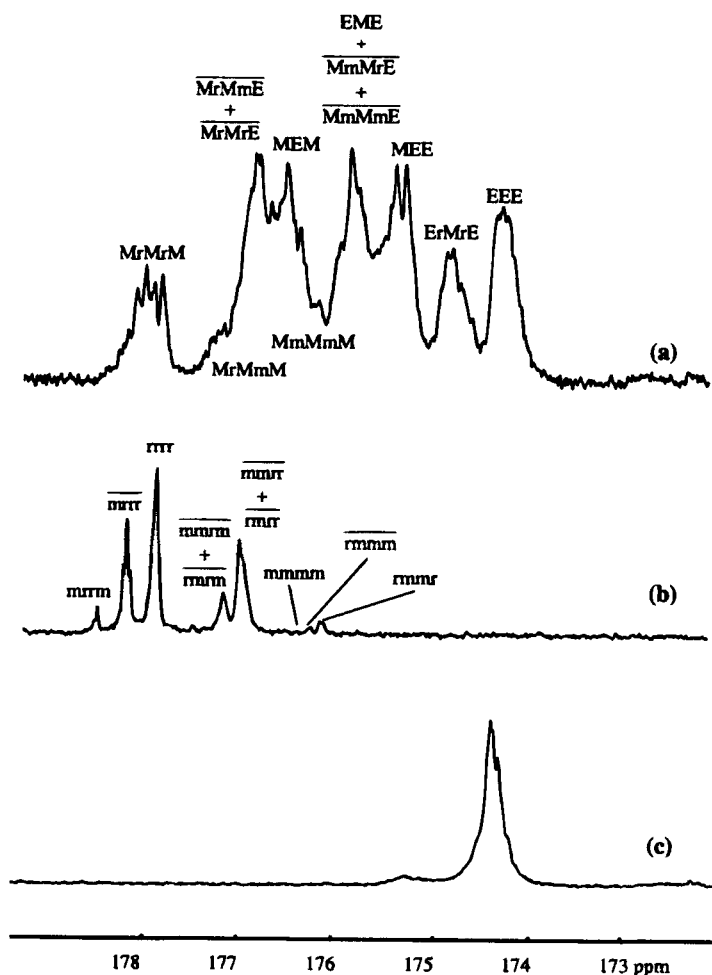 EME
+
MmMrE
+
MmMmE
MrMmE
+
MrMrE
MEM
MEE
EEE
ErMrE
MrMrM
MrMmM
MmMmM
(a)
rrrr
mrrr
mrrm
mmrr
+
rmrr
mmrm
+
rmrm
mmmm
rmmm
rmmr
(b)
(c)
178 177 176 175 174 173 ppm